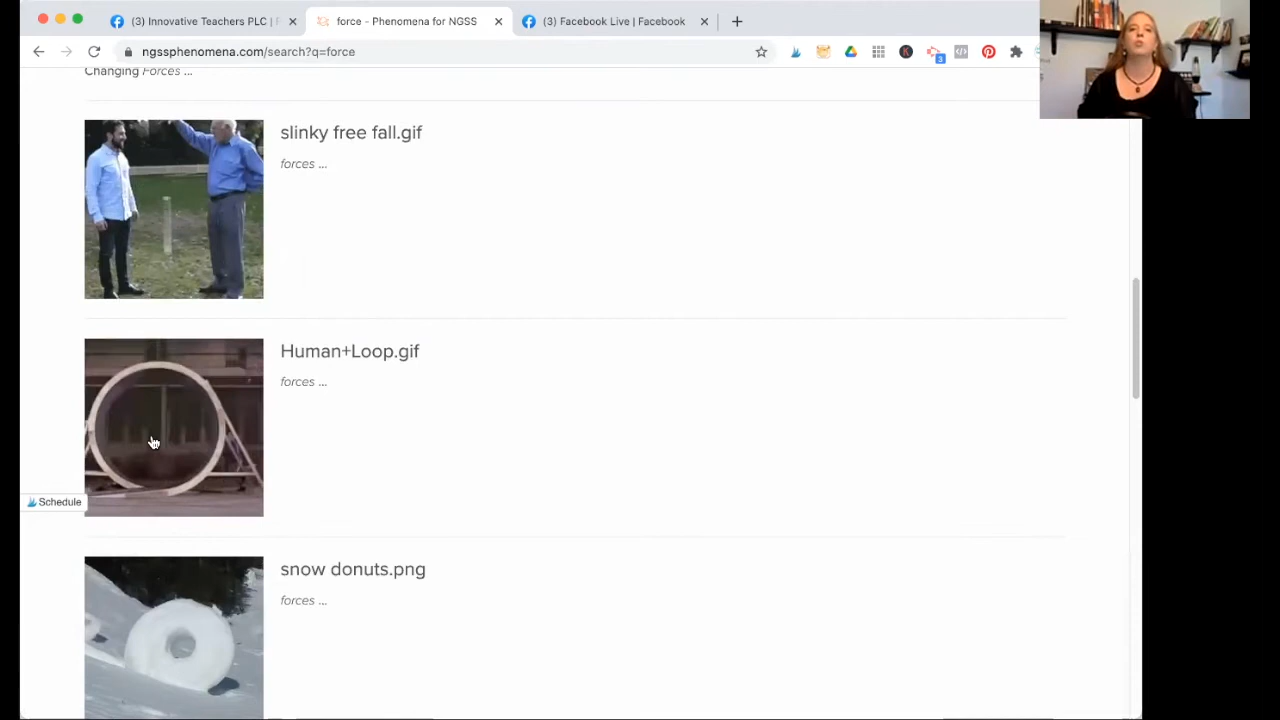 (3) Innovative Teachers PLC |
force - Phenomena for NGSS
(3) Facebook Live | Facebook
ngssphenomena.com/search?q=force
3
Changing Forces ...
slinky free fall.gif
forces ...
Human+Loop.gif
forces ...
Schedule
snow donuts.png
forces ...